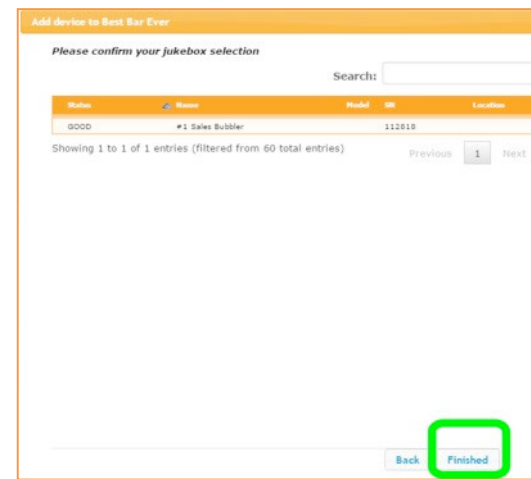 Add device to Best Bar Ever
Please confirm your jukebox selection
Search:
Status Name Model SN Location
GOOD #1 Sales Bubbler 112818
Showing 1 to 1 of 1 entries (filtered from 60 total entries) Previous 1 Next
Back Finished